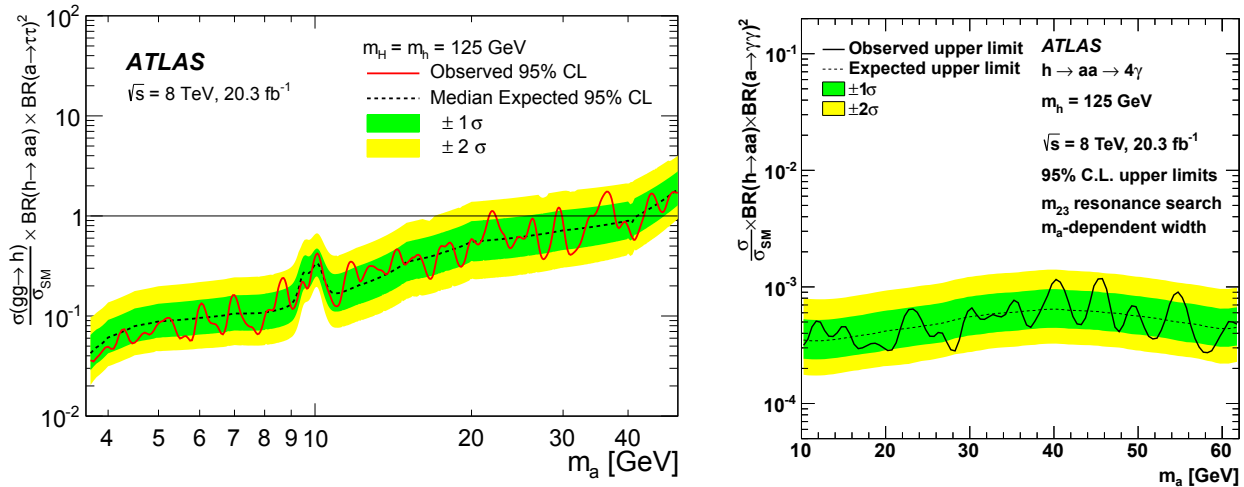 ATLAS
√s = 8 TeV, 20.3 fb⁻¹
m_H = m_h = 125 GeV
Observed 95% CL
Median Expected 95% CL
± 1 σ
± 2 σ
σ(gg→ h)/σ_SM × BR(h→ aa) × BR(a→ττ)²
10²
10
1
10⁻¹
10⁻²
4 5 6 7 8 9 10 20 30 40
m_a [GeV]
Observed upper limit
Expected upper limit
±1σ
±2σ
ATLAS
h → aa → 4γ
m_h = 125 GeV
√s = 8 TeV, 20.3 fb⁻¹
95% C.L. upper limits
m₂₃ resonance search
m_a-dependent width
σ/σ_SM ×BR(h→ aa)×BR(a→ γγ)²
10⁻¹
10⁻²
10⁻³
10⁻⁴
10 20 30 40 50 60
m_a [GeV]